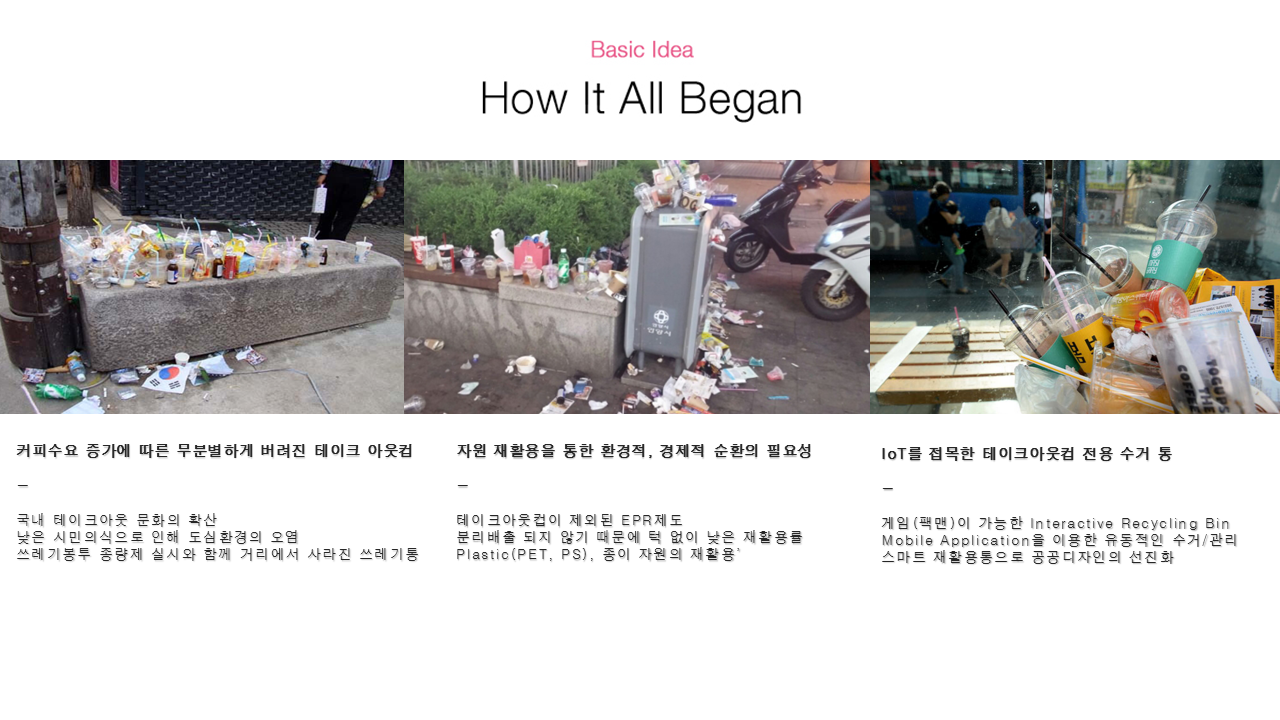 Basic Idea
How It All Began
커피수요 증가에 따른 무분별하게 버려진 테이크 아웃컵
–
국내 테이크아웃 문화의 확산
낮은 시민의식으로 인해 도심환경의 오염
쓰레기봉투 종량제 실시와 함께 거리에서 사라진 쓰레기통
자원 재활용을 통한 환경적, 경제적 순환의 필요성
–
테이크아웃컵이 제외된 EPR제도
분리배출 되지 않기 때문에 턱 없이 낮은 재활용률
Plastic(PET, PS), 종이 자원의 재활용’
IoT를 접목한 테이크아웃컵 전용 수거 통
–
게임(팩맨)이 가능한 Interactive Recycling Bin
Mobile Application을 이용한 유동적인 수거/관리
스마트 재활용통으로 공공디자인의 선진화